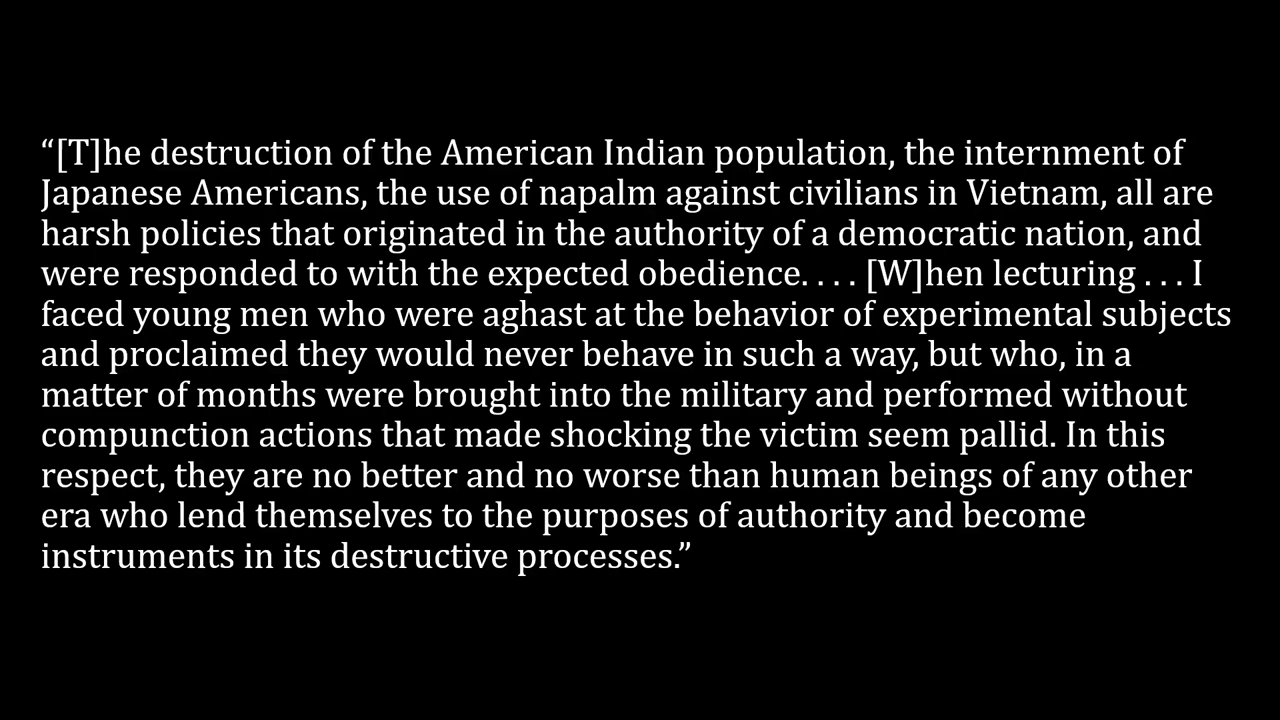 “[T]he destruction of the American Indian population, the internment of
Japanese Americans, the use of napalm against civilians in Vietnam, all are
harsh policies that originated in the authority of a democratic nation, and
were responded to with the expected obedience. . . . [W]hen lecturing . . . I
faced young men who were aghast at the behavior of experimental subjects
and proclaimed they would never behave in such a way, but who, in a
matter of months were brought into the military and performed without
compunction actions that made shocking the victim seem pallid. In this
respect, they are no better and no worse than human beings of any other
era who lend themselves to the purposes of authority and become
instruments in its destructive processes.”